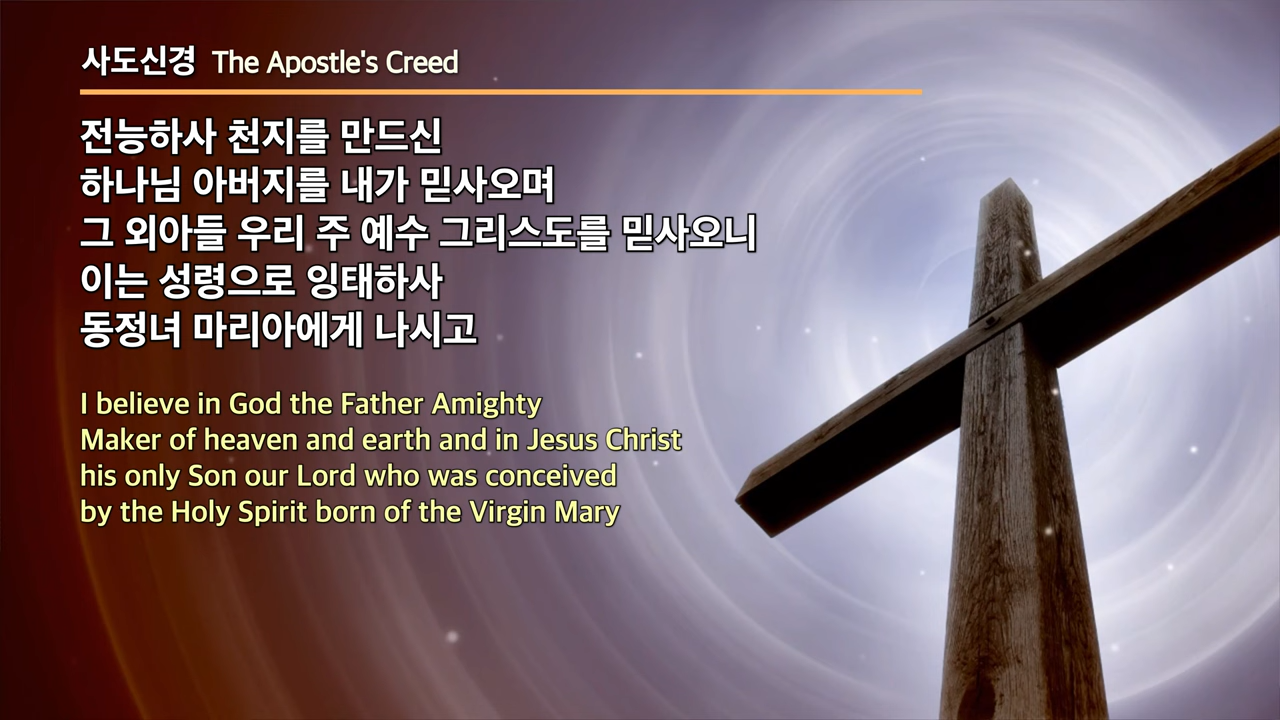 사도신경 The Apostle's Creed
전능하사 천지를 만드신
하나님 아버지를 내가 믿사오며
그 외아들 우리 주 예수 그리스도를 믿사오니
이는 성령으로 잉태하사
동정녀 마리아에게 나시고
I believe in God the Father Amighty
Maker of heaven and earth and in Jesus Christ
his only Son our Lord who was conceived
by the Holy Spirit born of the Virgin Mary